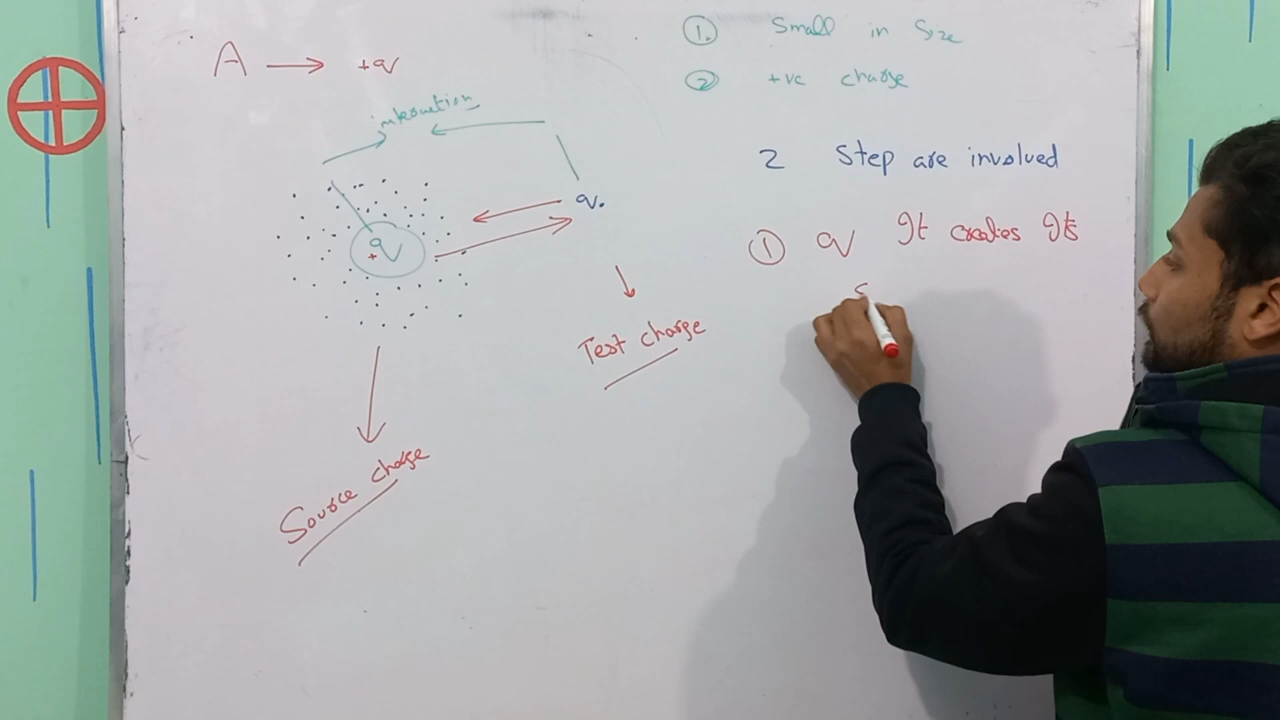 ① Small in Size
② +ve charge
A → +q
interaction
2 Step are involved
q
+
q.
① q It creates Its
Test charge
Source charge